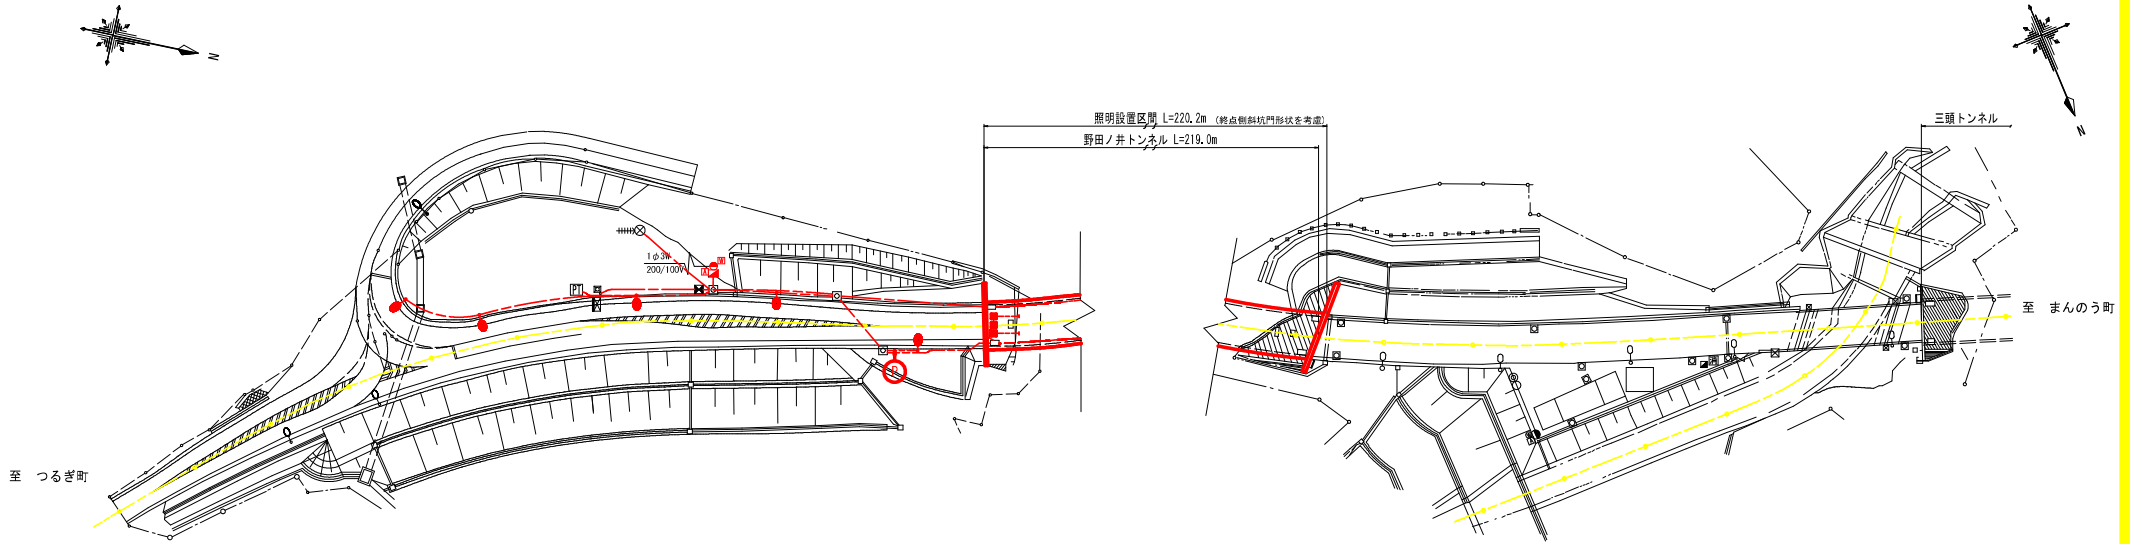 N
N
照明設置区間 L=220.2m (終点側斜坑門形状を考慮)
三頭トンネル
野田ノ井トンネル L=219.0m
1φ3W
200/100V
W
A
PT
至 まんのう町
P
至 つるぎ町